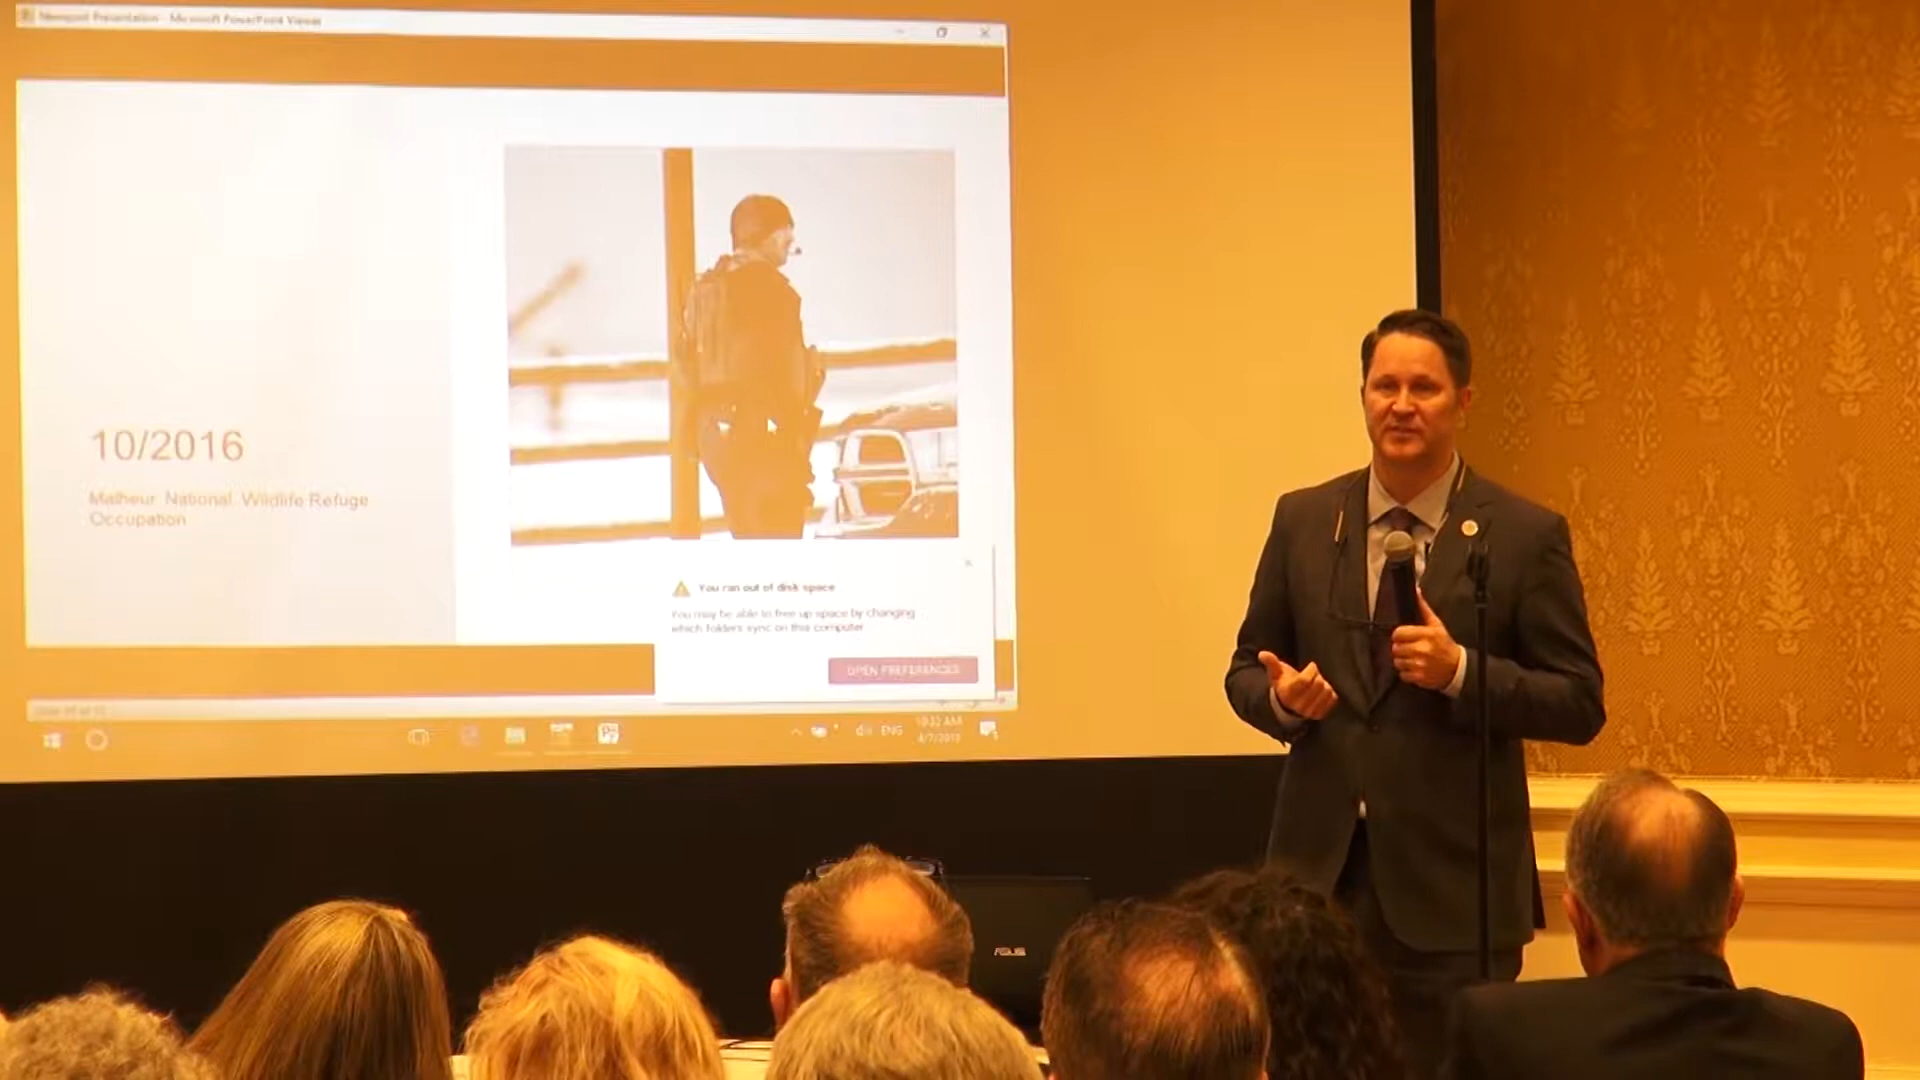 Newspoint Presentation - Microsoft PowerPoint Viewer
10/2016
Malheur National Wildlife Refuge
Occupation
You ran out of disk space
You may be able to free up space by changing
which folders sync on this computer
OPEN PREFERENCES
ENG
10:32 AM
ASUS